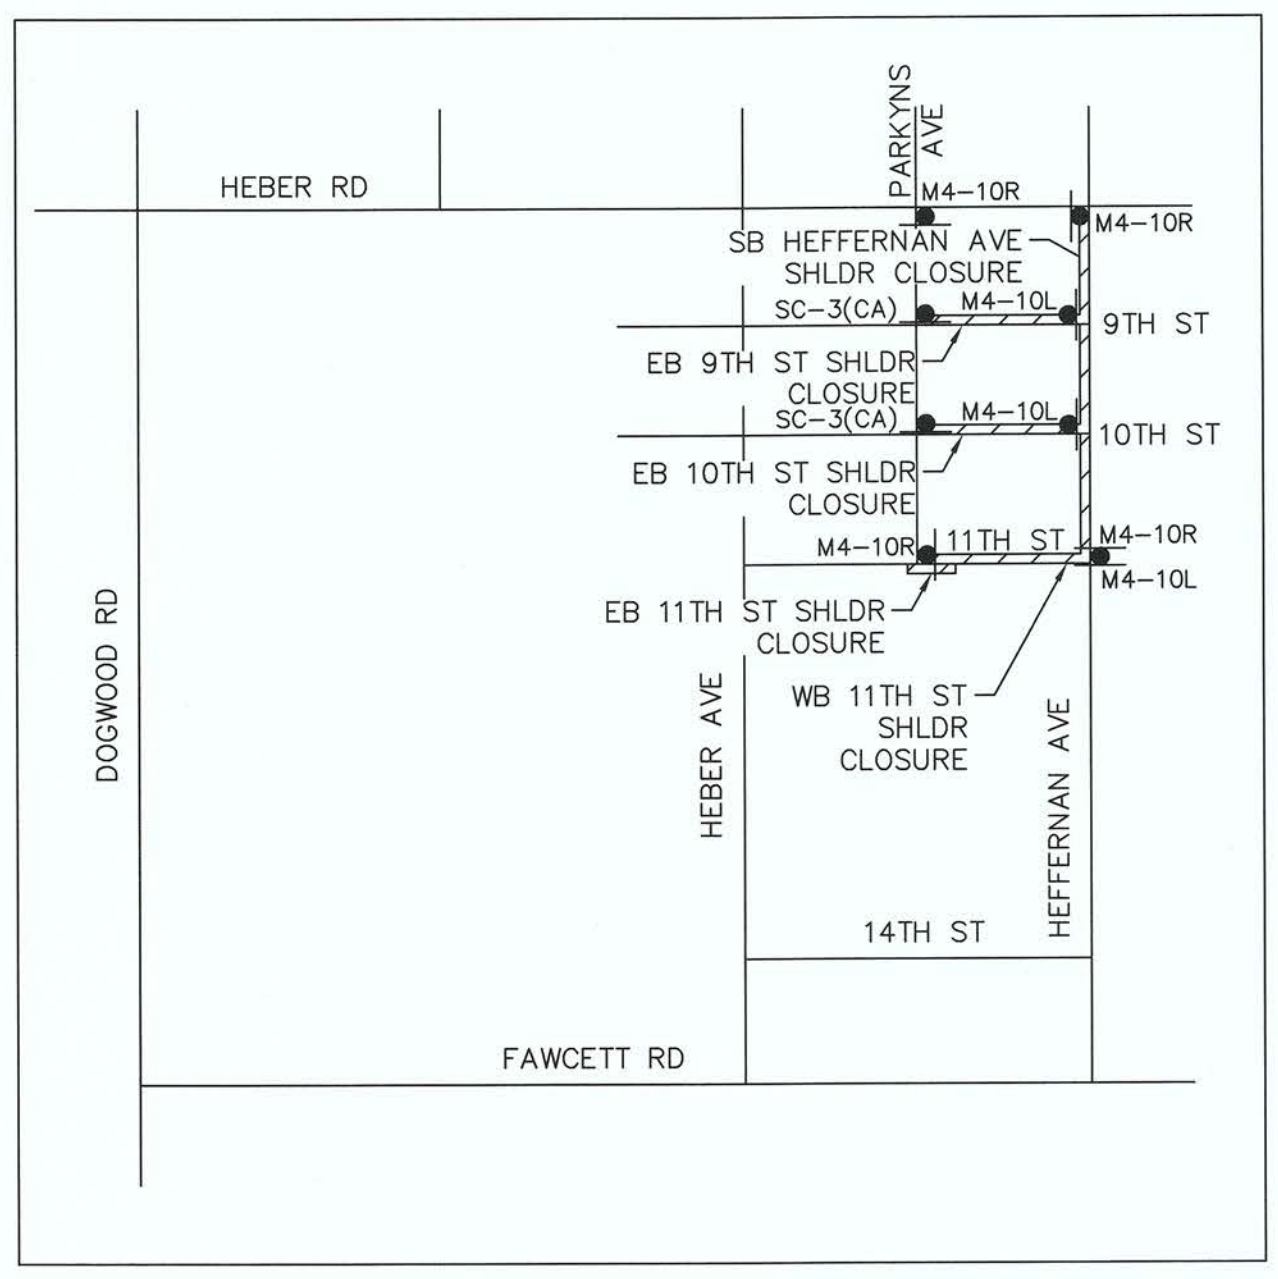 PARKYNS
AVE
HEBER RD
M4-10R
M4-10R
SB HEFFERNAN AVE
SHLDR CLOSURE
SC-3(CA)
M4-10L
9TH ST
EB 9TH ST SHLDR
CLOSURE
SC-3(CA)
M4-10L
10TH ST
EB 10TH ST SHLDR
CLOSURE
M4-10R
11TH ST
M4-10R
M4-10L
EB 11TH ST SHLDR
CLOSURE
WB 11TH ST
SHLDR
CLOSURE
DOGWOOD RD
HEBER AVE
HEFFERNAN AVE
14TH ST
FAWCETT RD